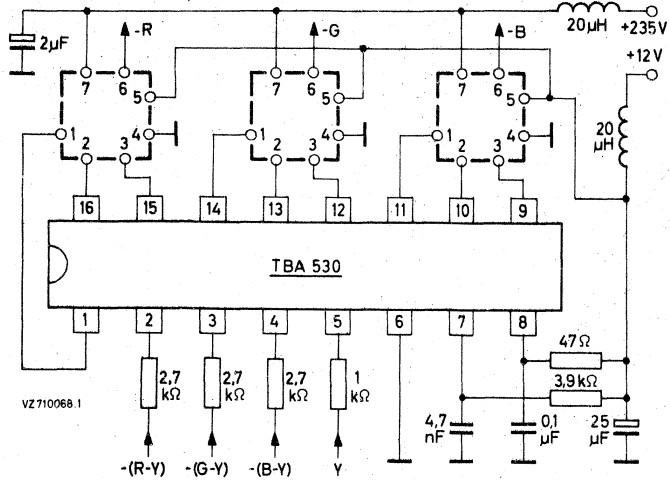 2µF
-R
-G
-B
20µH
+235V
+12V
20
µH
7 6 5 1 4 2 3
7 6 5 1 4 2 3
7 6 5 1 4 2 3
16 15 14 13 12 11 10 9
TBA 530
1 2 3 4 5 6 7 8
2,7
kΩ
2,7
kΩ
2,7
kΩ
1
kΩ
47Ω
3,9kΩ
4,7
nF
0,1
µF
25
µF
VZ710068.1
-(R-Y) -(G-Y) -(B-Y) Y